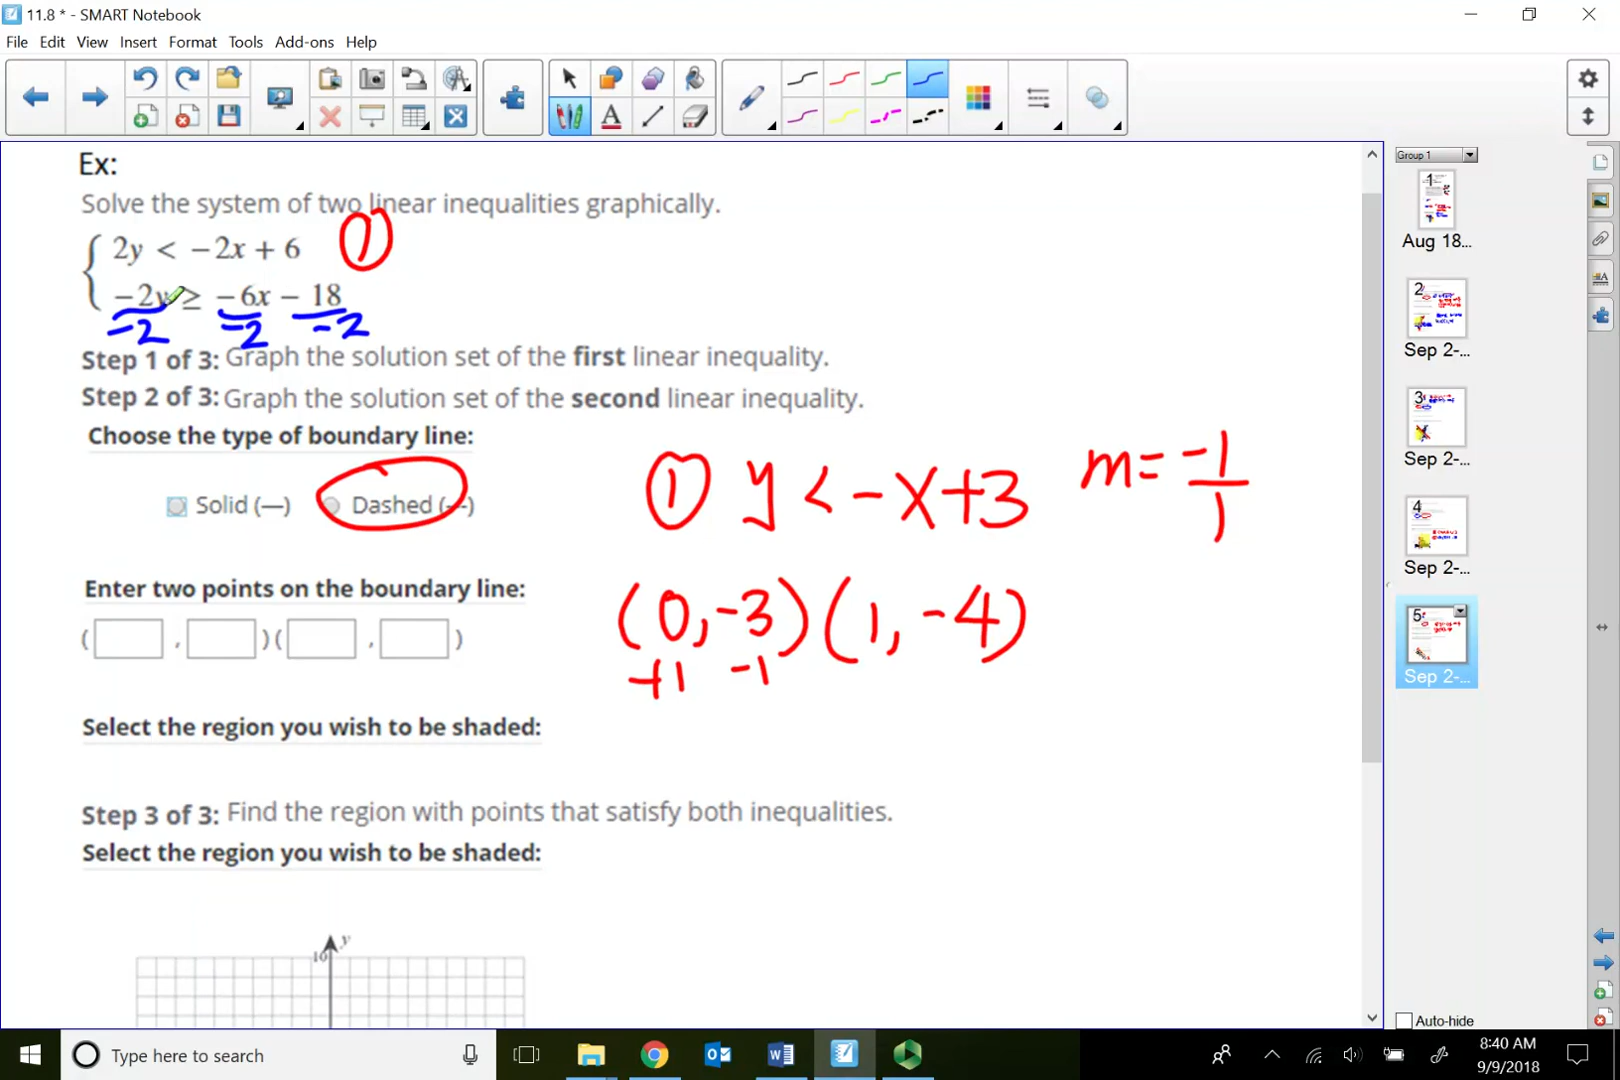 11.8 * - SMART Notebook
File Edit View Insert Format Tools Add-ons Help
Ex:
Solve the system of two linear inequalities graphically.
2y < −2x + 6 ①
−2y ≥ −6x − 18
−2 −2 −2
Step 1 of 3: Graph the solution set of the first linear inequality.
Step 2 of 3: Graph the solution set of the second linear inequality.
Choose the type of boundary line:
Solid (—) Dashed (--)
① y < -x+3 m = -1/1
Enter two points on the boundary line:
( , ) ( , )
(0, -3) (1, -4)
+1 -1
Select the region you wish to be shaded:
Step 3 of 3: Find the region with points that satisfy both inequalities.
Select the region you wish to be shaded:
y
10
Group 1
1
Aug 18...
2
Sep 2-...
3
Sep 2-...
4
Sep 2-...
5
Sep 2-...
Auto-hide
Type here to search
8:40 AM
9/9/2018